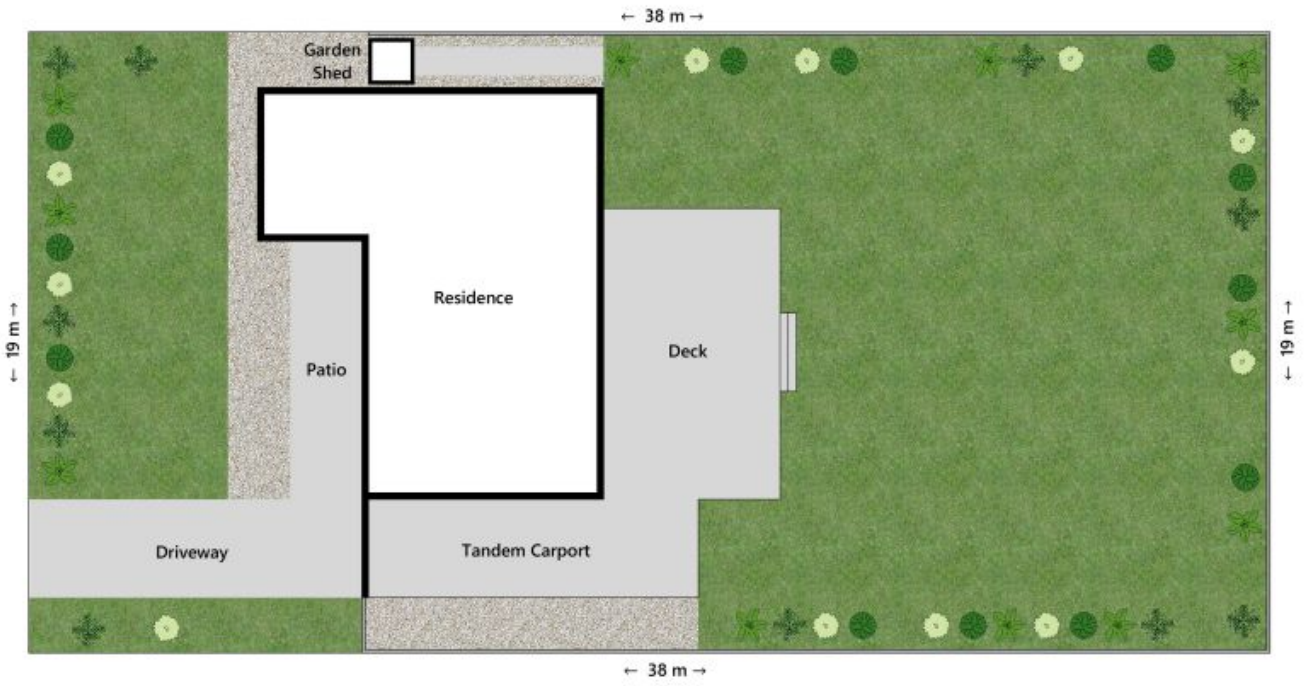 ← 38 m →
Garden
Shed
Residence
← 19 m →
← 19 m →
Deck
Patio
Driveway
Tandem Carport
← 38 m →